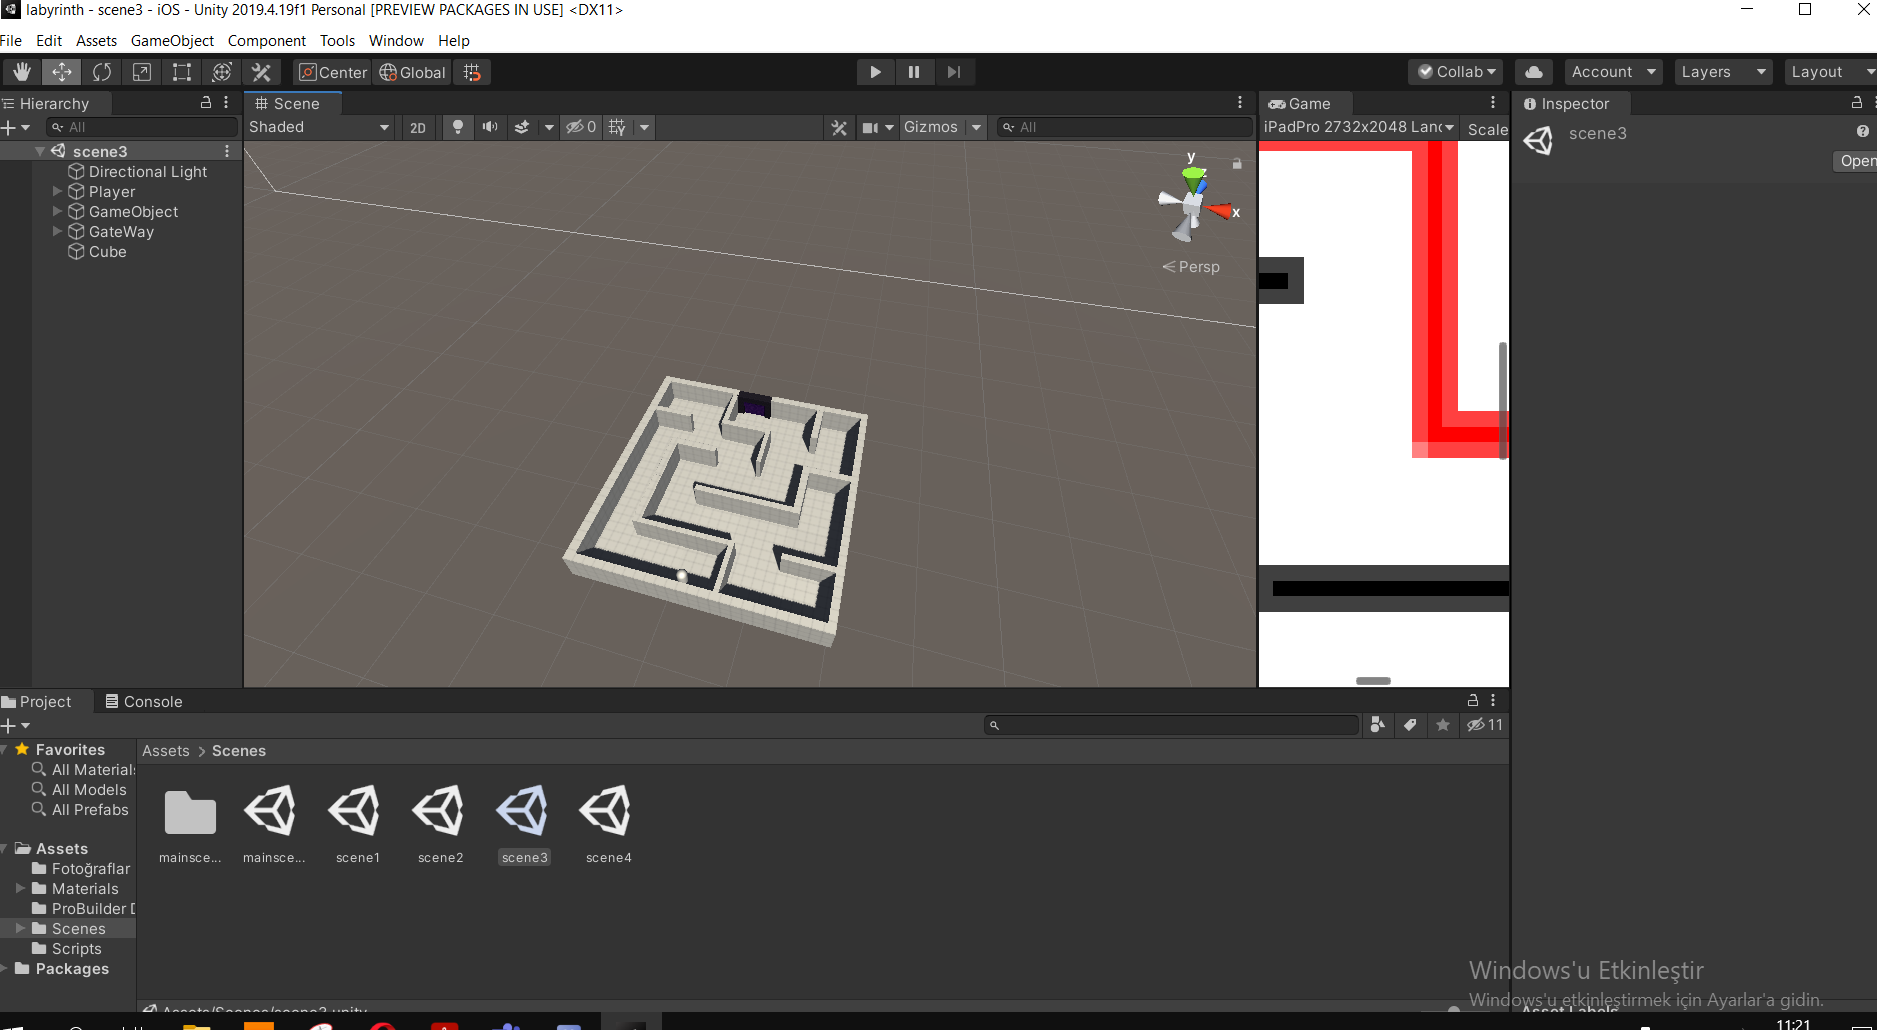 labyrinth - scene3 - iOS - Unity 2019.4.19f1 Personal [PREVIEW PACKAGES IN USE] <DX11>
File Edit Assets GameObject Component Tools Window Help
Center Global Collab Account Layers Layout
Hierarchy
All
scene3
Directional Light
Player
GameObject
GateWay
Cube
Scene
Shaded 2D 0 Gizmos All
y
z
x
Persp
Game
iPadPro 2732x2048 Lanc Scale
Inspector
scene3
Open
Project Console
11
Favorites
All Materials
All Models
All Prefabs
Assets
Fotoğraflar
Materials
ProBuilder D
Scenes
Scripts
Packages
Assets > Scenes
mainsce... mainsce... scene1 scene2 scene3 scene4
Assets/Scenes/scene3.unity
Windows'u Etkinleştir
Windows'u etkinleştirmek için Ayarlar'a gidin.
Asset Labels
11:21